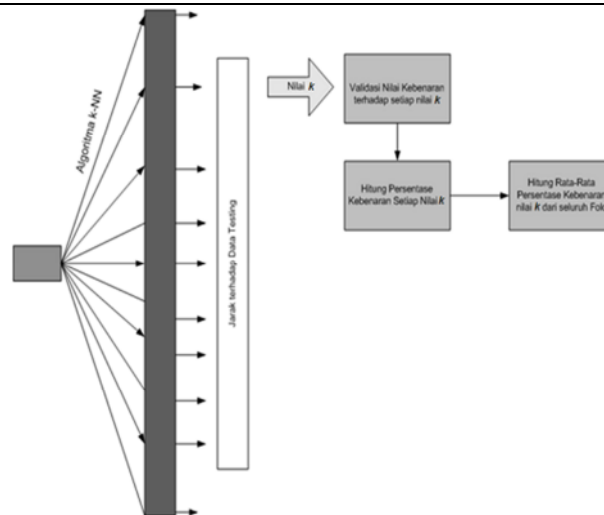 Algoritma k-NN
Jarak terhadap Data Testing
Nilai k
Validasi Nilai Kebenaran
terhadap setiap nilai k
Hitung Persentase
Kebenaran Setiap Nilai k
Hitung Rata-Rata
Persentase Kebenaran
nilai k dari seluruh Fold